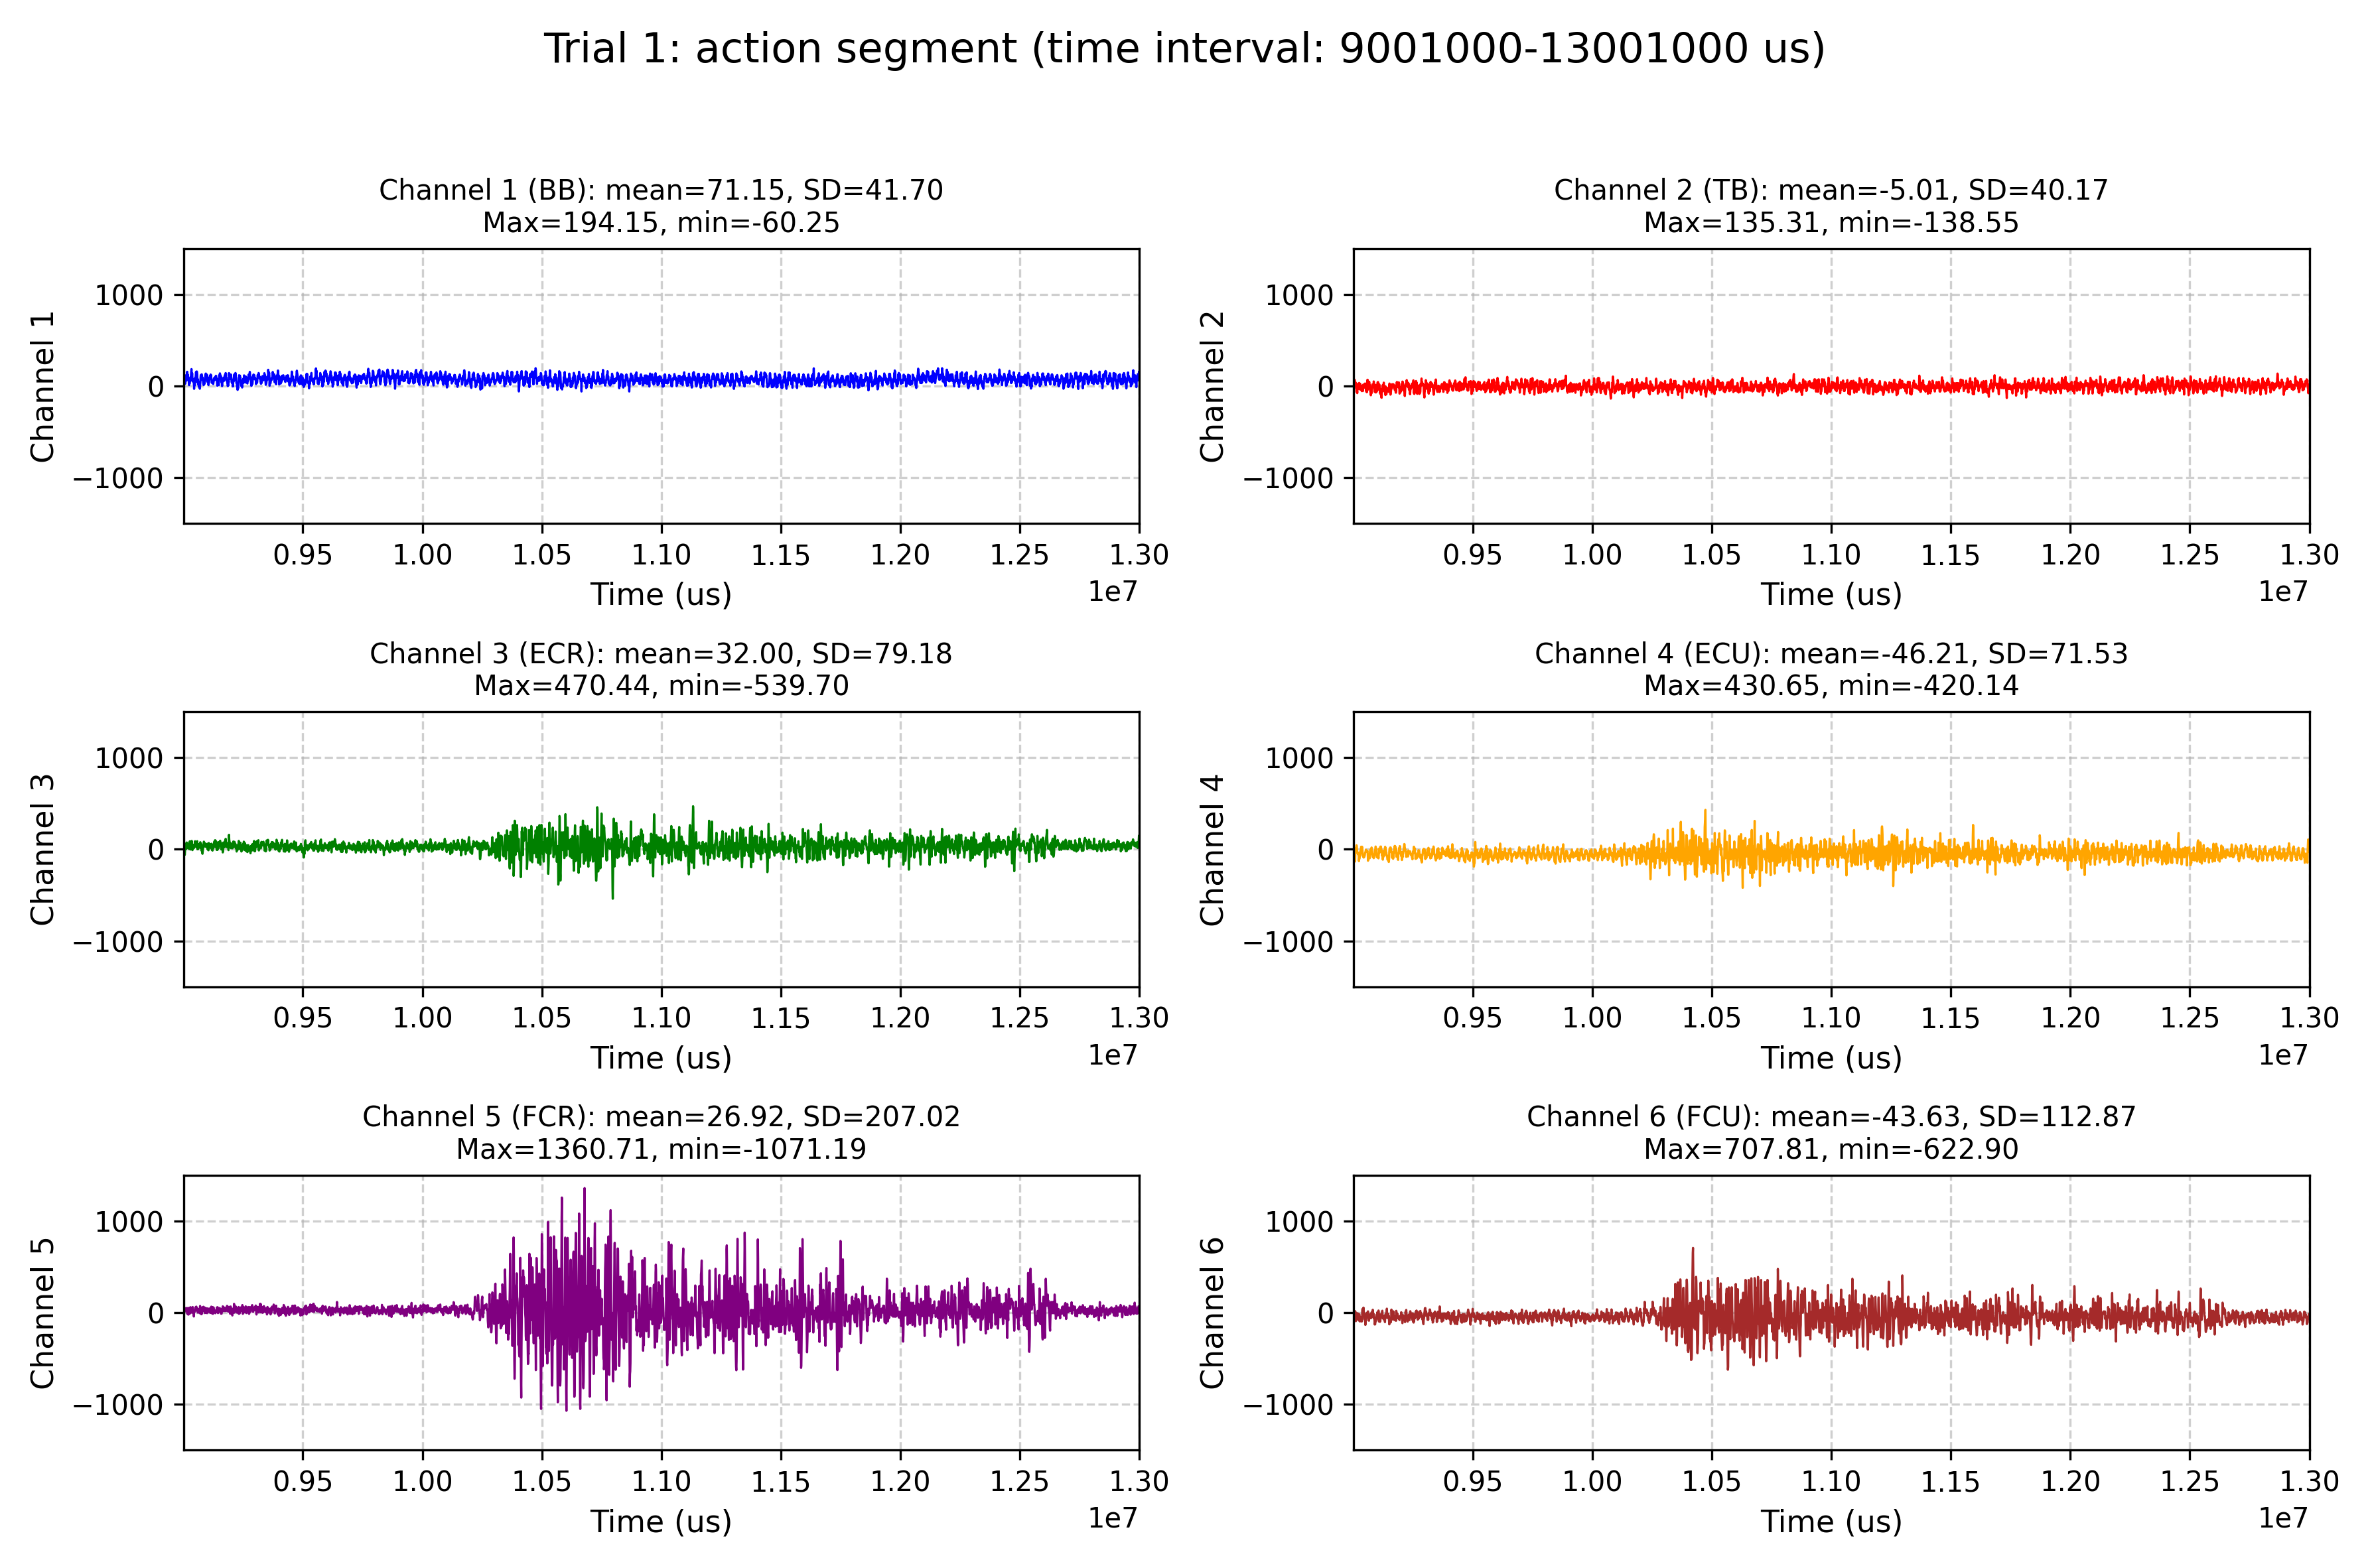 Trial 1: action segment (time interval: 9001000-13001000 us)
Channel 1 (BB): mean=71.15, SD=41.70
Max=194.15, min=-60.25
Channel 1
1000
0
−1000
0.95 1.00 1.05 1.10 1.15 1.20 1.25 1.30
Time (us)
1e7
Channel 2 (TB): mean=-5.01, SD=40.17
Max=135.31, min=-138.55
Channel 2
1000
0
−1000
0.95 1.00 1.05 1.10 1.15 1.20 1.25 1.30
Time (us)
1e7
Channel 3 (ECR): mean=32.00, SD=79.18
Max=470.44, min=-539.70
Channel 3
1000
0
−1000
0.95 1.00 1.05 1.10 1.15 1.20 1.25 1.30
Time (us)
1e7
Channel 4 (ECU): mean=-46.21, SD=71.53
Max=430.65, min=-420.14
Channel 4
1000
0
−1000
0.95 1.00 1.05 1.10 1.15 1.20 1.25 1.30
Time (us)
1e7
Channel 5 (FCR): mean=26.92, SD=207.02
Max=1360.71, min=-1071.19
Channel 5
1000
0
−1000
0.95 1.00 1.05 1.10 1.15 1.20 1.25 1.30
Time (us)
1e7
Channel 6 (FCU): mean=-43.63, SD=112.87
Max=707.81, min=-622.90
Channel 6
1000
0
−1000
0.95 1.00 1.05 1.10 1.15 1.20 1.25 1.30
Time (us)
1e7